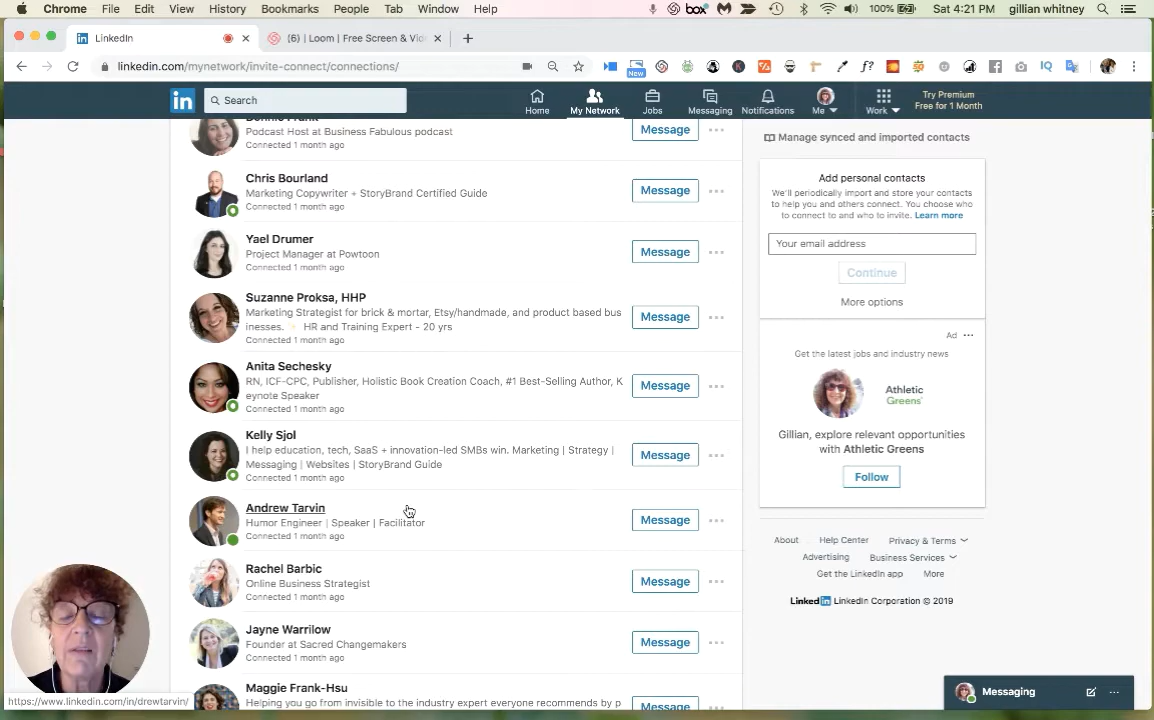 Chrome File Edit View History Bookmarks People Tab Window Help box 100% Sat 4:21 PM gillian whitney
in LinkedIn × (6) | Loom | Free Screen & Vid × +
linkedin.com/mynetwork/invite-connect/connections/ New K f? IQ
in Search Home My Network Jobs Messaging Notifications Me Work Try Premium Free for 1 Month
Podcast Host at Business Fabulous podcast
Connected 1 month ago
Message
Chris Bourland
Marketing Copywriter + StoryBrand Certified Guide
Connected 1 month ago
Message
Yael Drumer
Project Manager at Powtoon
Connected 1 month ago
Message
Suzanne Proksa, HHP
Marketing Strategist for brick & mortar, Etsy/handmade, and product based bus
inesses. HR and Training Expert - 20 yrs
Connected 1 month ago
Message
Anita Sechesky
RN, ICF-CPC, Publisher, Holistic Book Creation Coach, #1 Best-Selling Author, K
eynote Speaker
Connected 1 month ago
Message
Kelly Sjol
I help education, tech, SaaS + innovation-led SMBs win. Marketing | Strategy |
Messaging | Websites | StoryBrand Guide
Connected 1 month ago
Message
Andrew Tarvin
Humor Engineer | Speaker | Facilitator
Connected 1 month ago
Message
Rachel Barbic
Online Business Strategist
Connected 1 month ago
Message
Jayne Warrilow
Founder at Sacred Changemakers
Connected 1 month ago
Message
Maggie Frank-Hsu
Helping you go from invisible to the industry expert everyone recommends by p
Message
https://www.linkedin.com/in/drewtarvin/
Manage synced and imported contacts
Add personal contacts
We'll periodically import and store your contacts
to help you and others connect. You choose who
to connect to and who to invite. Learn more
Your email address
Continue
More options
Ad
Get the latest jobs and industry news
Athletic
Greens
Gillian, explore relevant opportunities
with Athletic Greens
Follow
About Help Center Privacy & Terms
Advertising Business Services
Get the LinkedIn app More
LinkedIn LinkedIn Corporation © 2019
Messaging